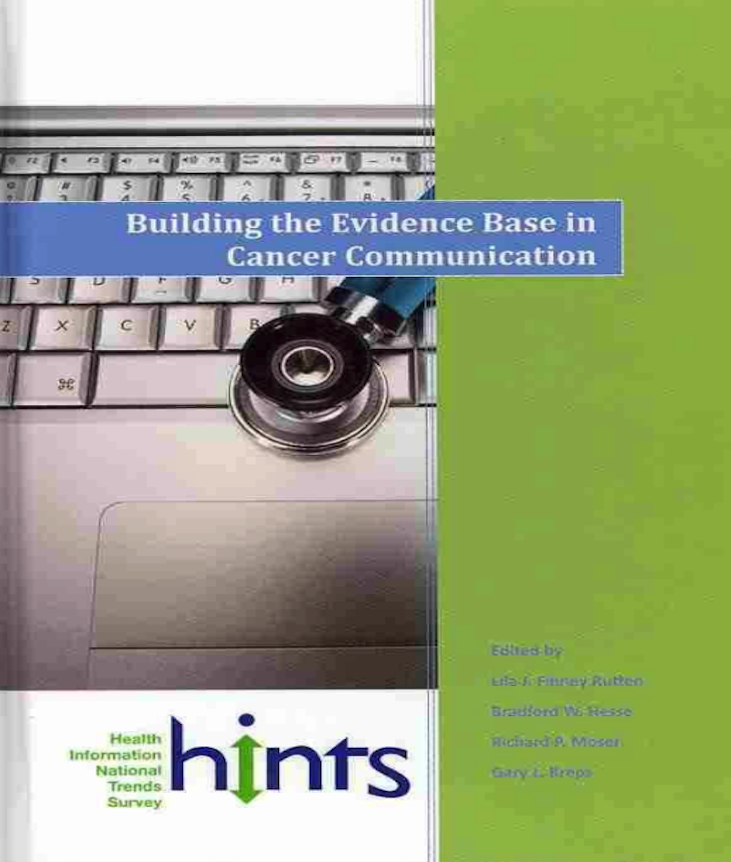 Building the Evidence Base in
Cancer Communication
Edited by
Lila J. Finney Rutten
Bradford W. Hesse
Richard P. Moser
Gary L. Kreps
Health
Information
National
Trends
Survey
hints